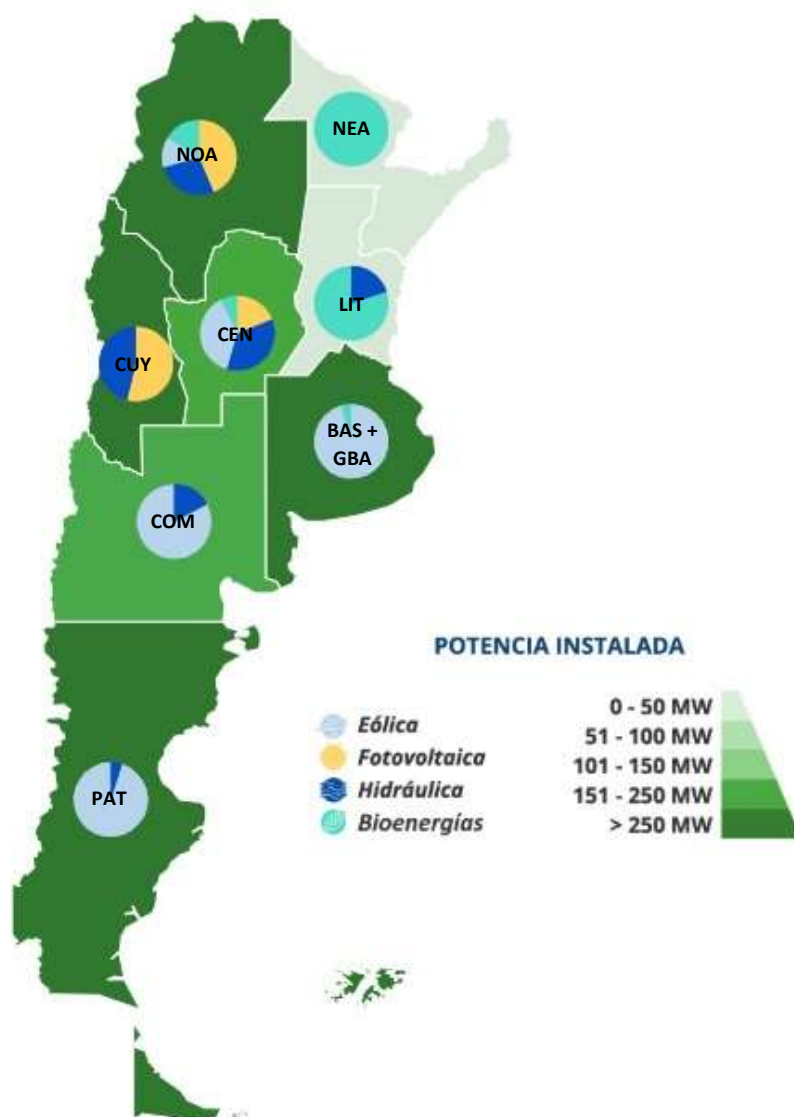 NEA
NOA
LIT
CEN
CUY
BAS +
GBA
COM
PAT
POTENCIA INSTALADA
Eólica
Fotovoltaica
Hidráulica
Bioenergías
0 - 50 MW
51 - 100 MW
101 - 150 MW
151 - 250 MW
> 250 MW